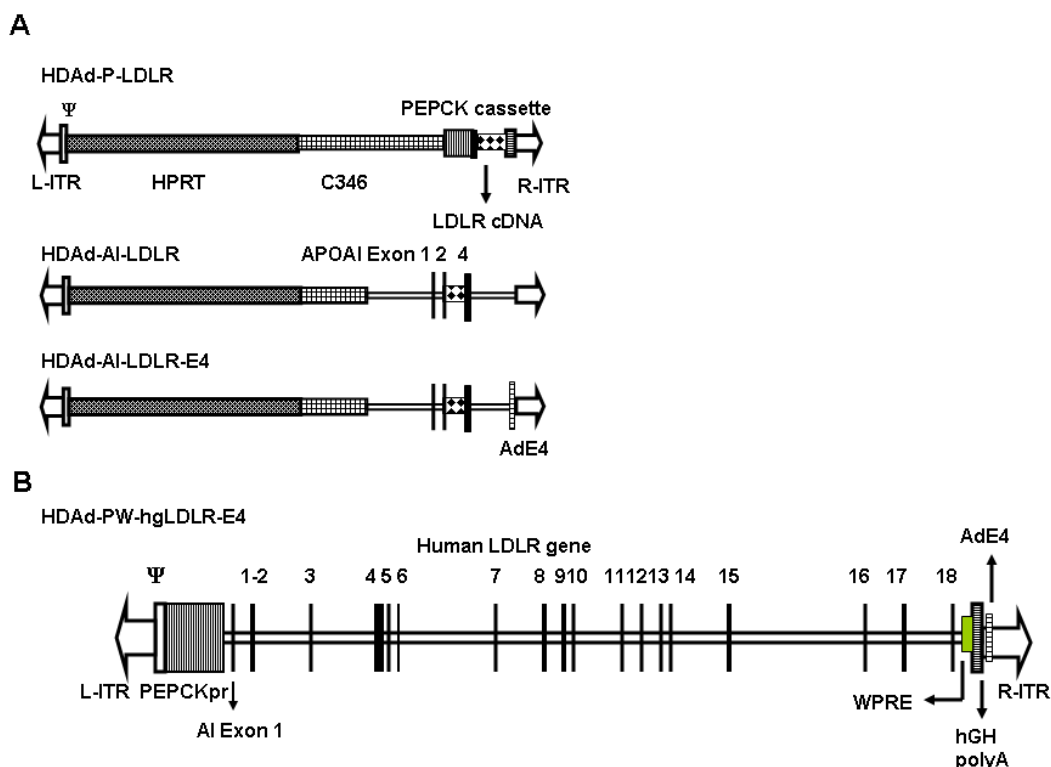 A
HDAd-P-LDLR
Ψ
PEPCK cassette
L-ITR
HPRT
C346
R-ITR
LDLR cDNA
HDAd-AI-LDLR
APOAI Exon 1 2 4
HDAd-AI-LDLR-E4
AdE4
B
HDAd-PW-hgLDLR-E4
AdE4
Human LDLR gene
Ψ
1-2 3 4 5 6 7 8 9 10 11 12 13 14 15 16 17 18
L-ITR PEPCKpr
WPRE
R-ITR
AI Exon 1
hGH
polyA